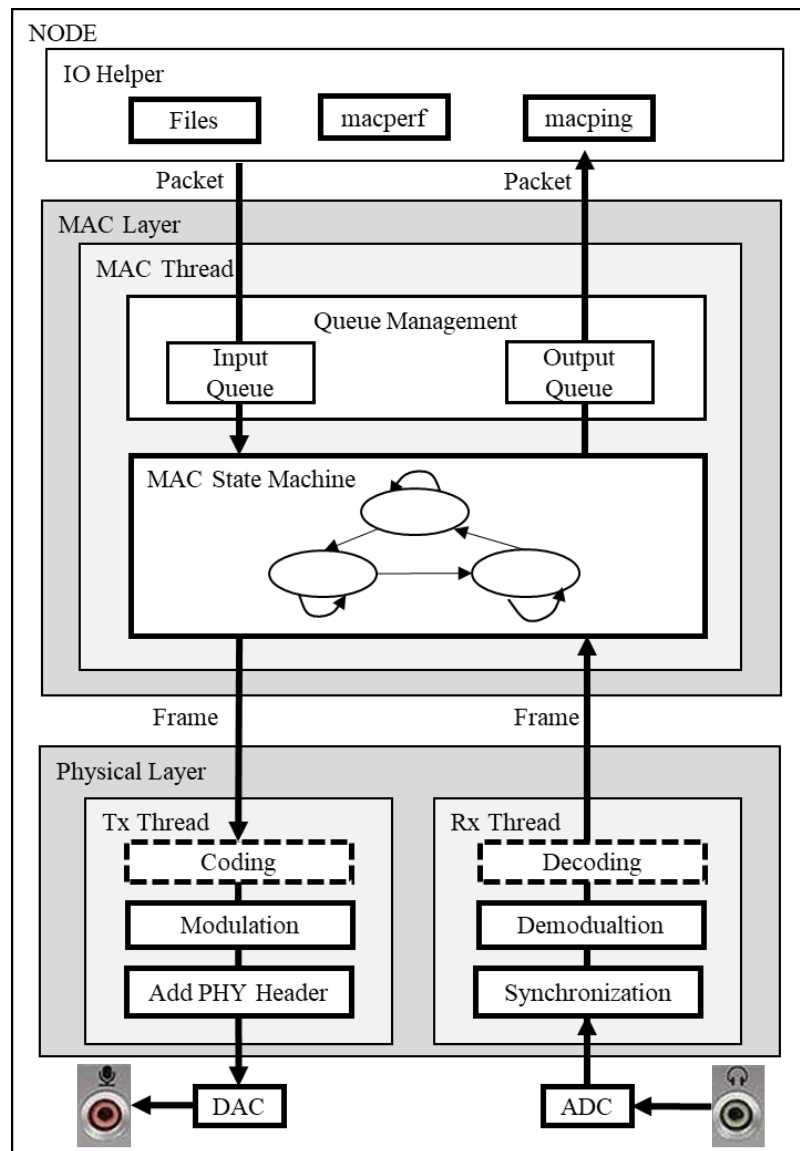 NODE
IO Helper
Files
macperf
macping
Packet
Packet
MAC Layer
MAC Thread
Queue Management
Input
Queue
Output
Queue
MAC State Machine
Frame
Frame
Physical Layer
Tx Thread
Rx Thread
Coding
Decoding
Modulation
Demodualtion
Add PHY Header
Synchronization
DAC
ADC